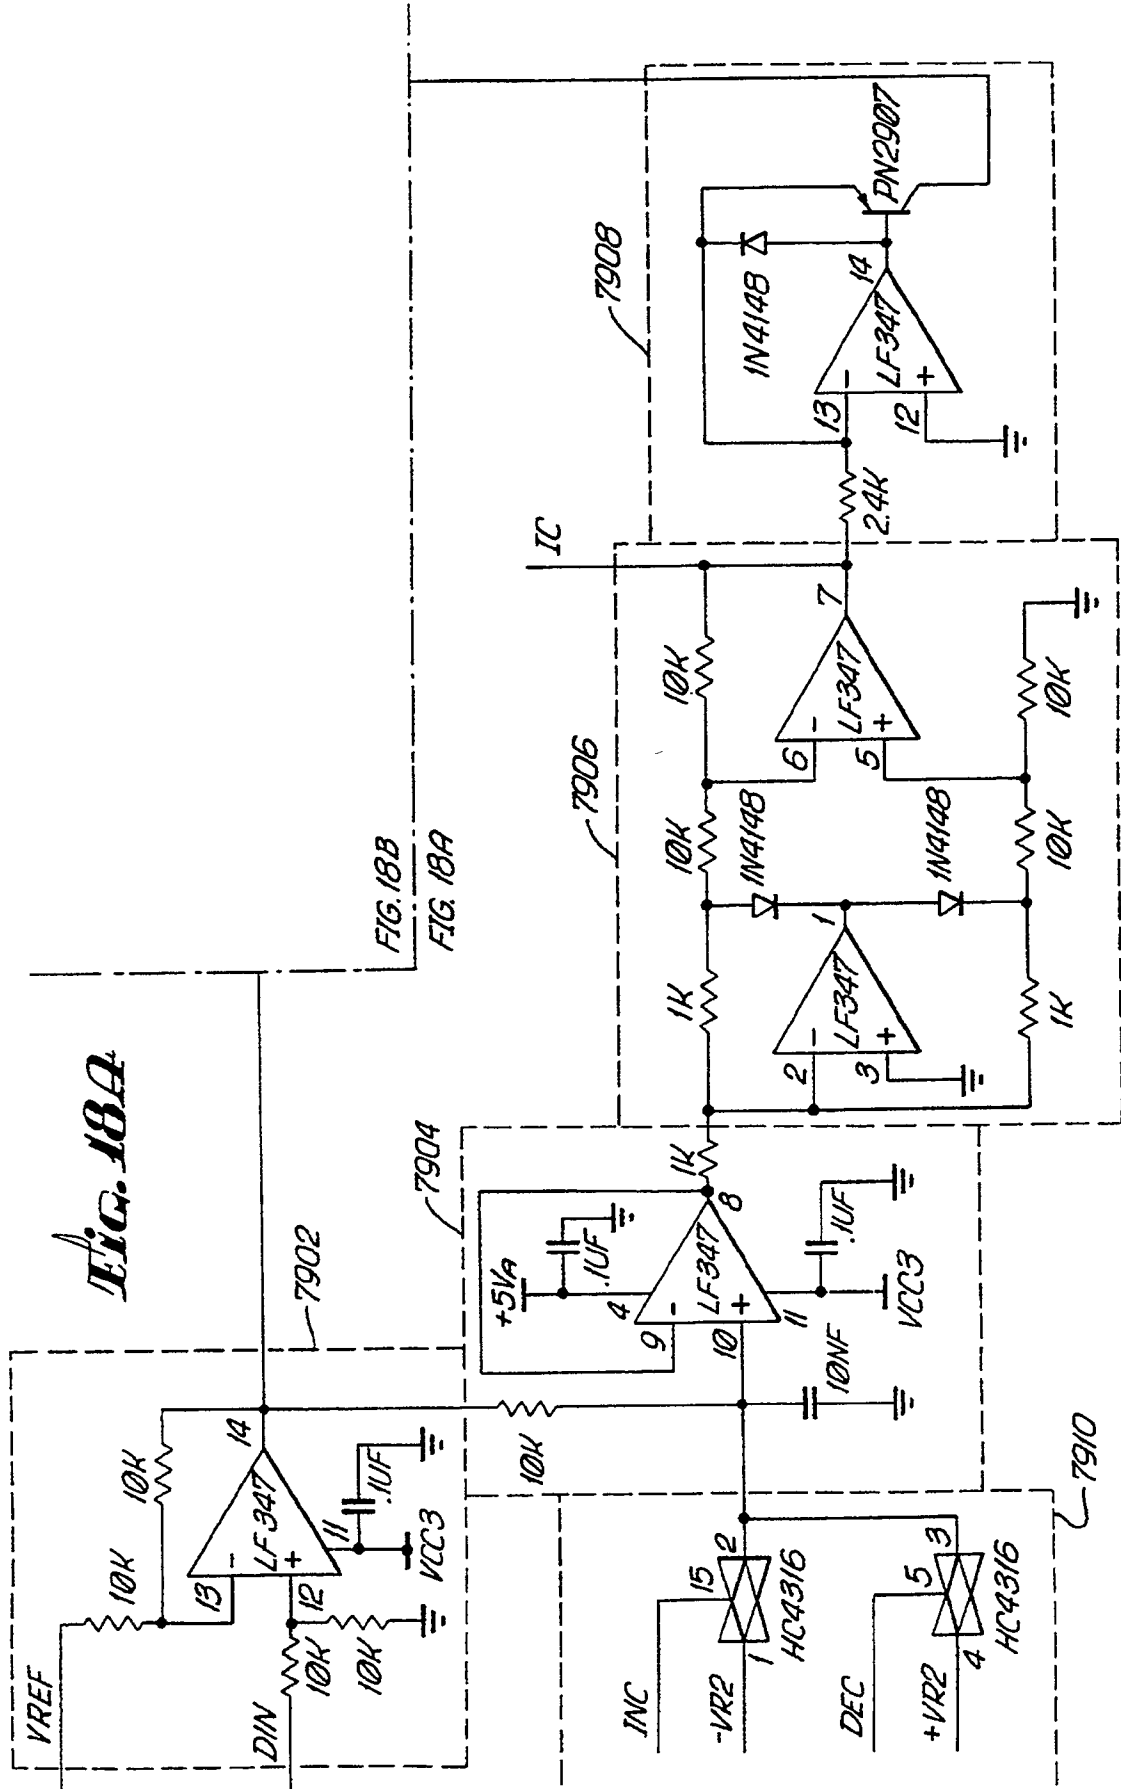 Fig. 18A
FIG. 18B
FIG. 18A
7902
VREF
10K
10K
13
14
LF347
-
+
12
11
DIN
10K
10K
.1UF
VCC3
7904
+5VA
.1UF
4
9
-
LF347
+
8
10
11
1K
10K
10NF
.1UF
VCC3
7910
INC
15
-VR2
1
2
HC4316
DEC
5
+VR2
4
3
HC4316
7906
IC
1K
10K
10K
1N4148
2
-
LF347
+
1
3
6
-
LF347
+
7
5
1N4148
1K
10K
10K
7908
1N4148
2.4K
13
-
LF347
+
14
12
PN2907